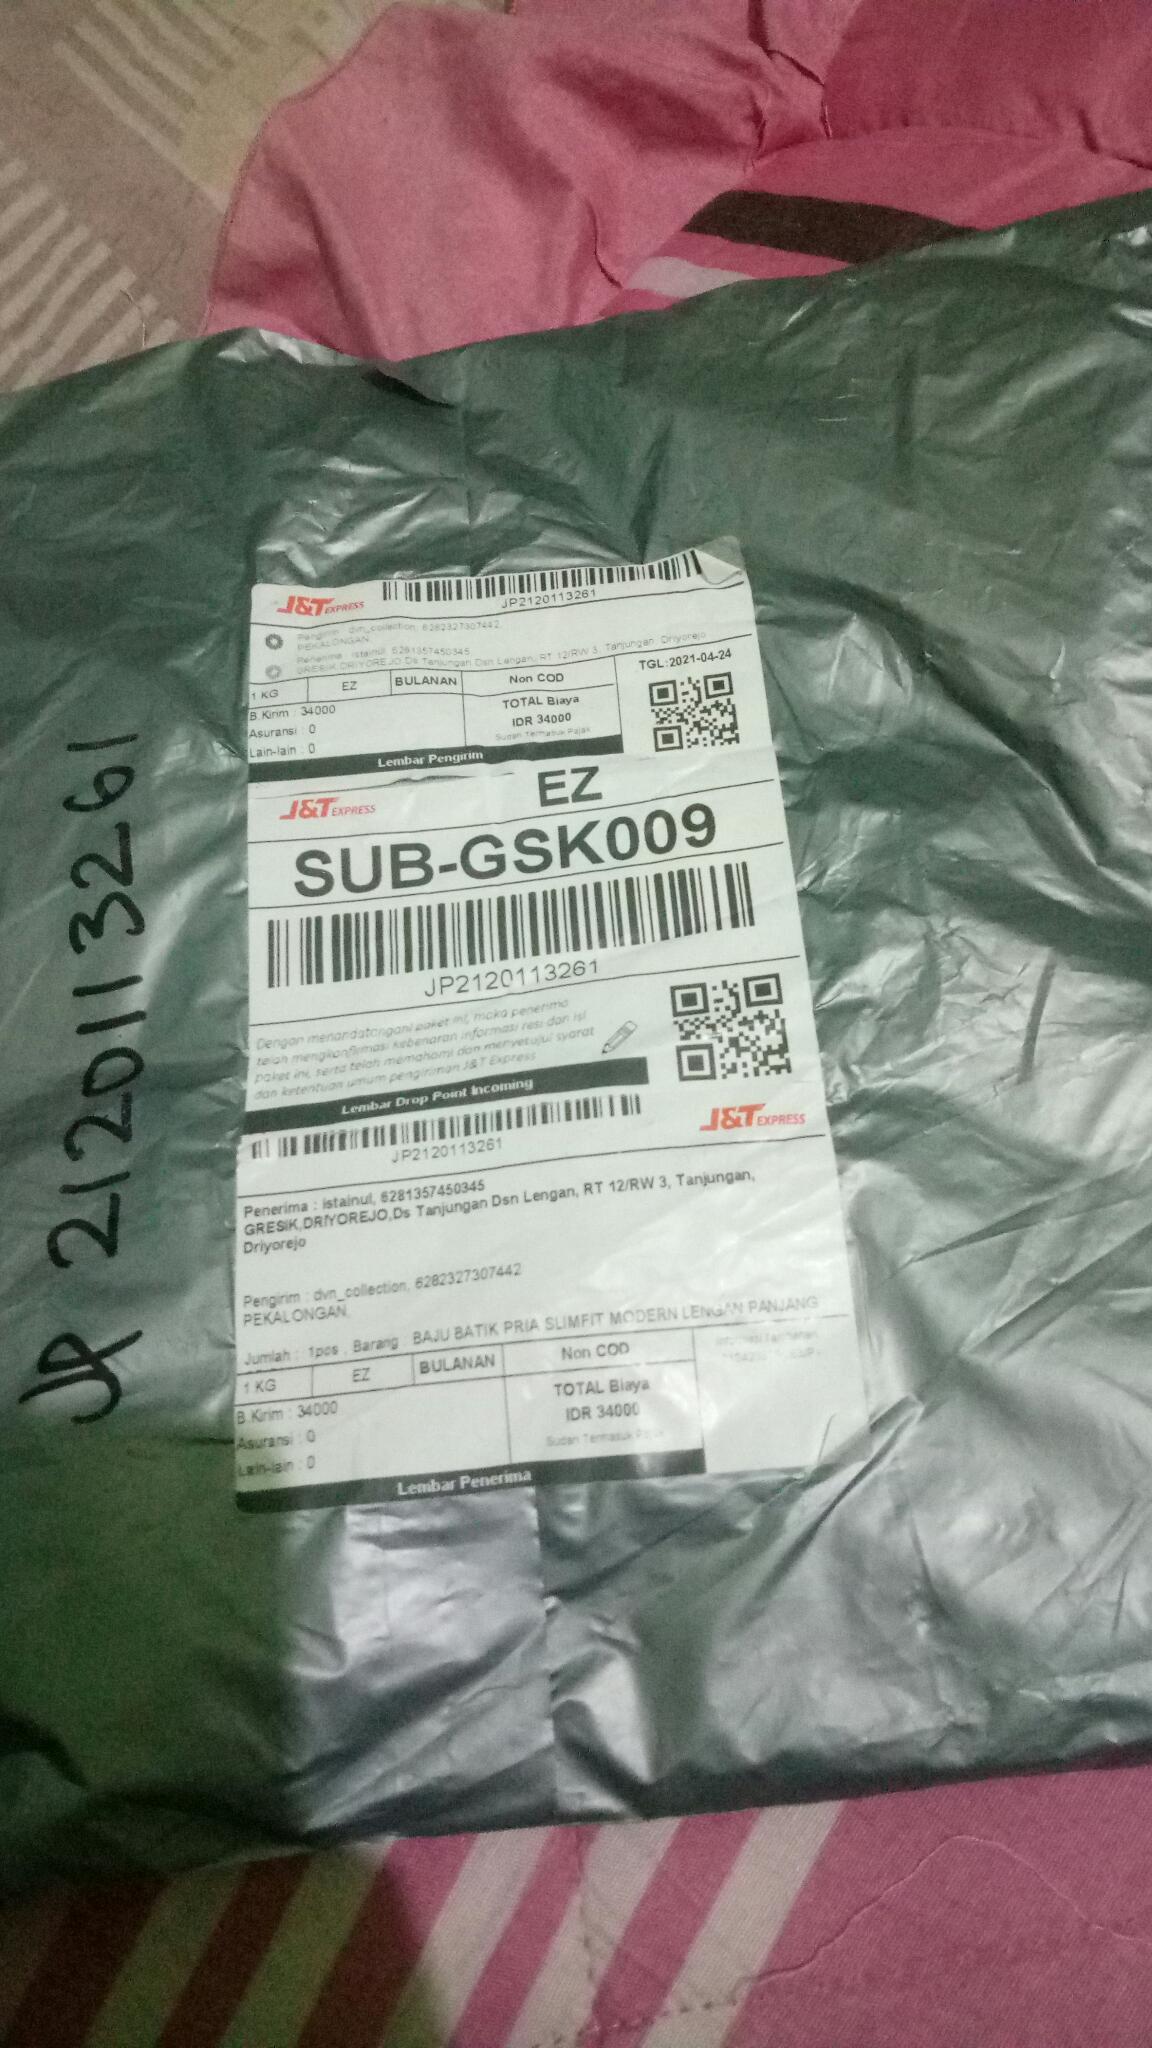 J&T EXPRESS
JP2120113261
Pengirim : dvn_collection, 6282327307442,
PEKALONGAN,
Penerima : istainul, 6281357450345
GRESIK,DRIYOREJO,Ds Tanjungan Dsn Lengan, RT 12/RW 3, Tanjungan, Driyorejo
1 KG EZ BULANAN Non COD
TGL:2021-04-24
B.Kirim : 34000
Asuransi : 0
Lain-lain : 0
TOTAL Biaya
IDR 34000
Sudah Termasuk Pajak
Lembar Pengirim
J&T EXPRESS
EZ
SUB-GSK009
JP2120113261
Dengan menandatangani paket ini, maka penerima
telah mengkonfirmasi kebenaran informasi resi dan isi
paket ini, serta telah memahami dan menyetujui syarat
dan ketentuan umum pengiriman J&T Express
Lembar Drop Point Incoming
JP2120113261
J&T EXPRESS
Penerima : istainul, 6281357450345
GRESIK,DRIYOREJO,Ds Tanjungan Dsn Lengan, RT 12/RW 3, Tanjungan,
Driyorejo
Pengirim : dvn_collection, 6282327307442
PEKALONGAN,
Jumlah : 1pcs , Barang BAJU BATIK PRIA SLIMFIT MODERN LENGAN PANJANG
1 KG EZ BULANAN Non COD
B.Kirim : 34000
Asuransi : 0
Lain-lain : 0
TOTAL Biaya
IDR 34000
Sudah Termasuk Pajak
Lembar Penerima
JP 2120113261